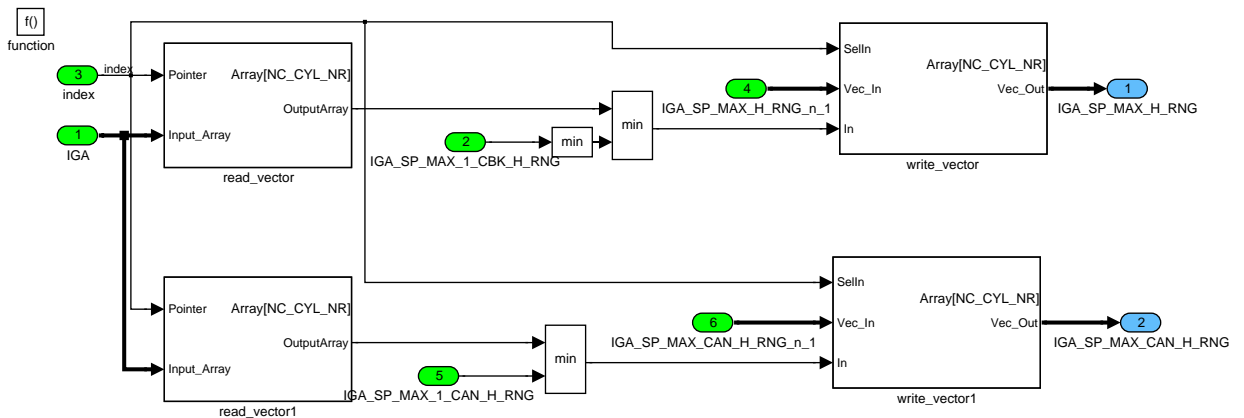 f()
function
3
index
index
1
IGA
Pointer
Array[NC_CYL_NR]
OutputArray
Input_Array
read_vector
2
IGA_SP_MAX_1_CBK_H_RNG
min
min
4
IGA_SP_MAX_H_RNG_n_1
SelIn
Array[NC_CYL_NR]
Vec_In
Vec_Out
In
write_vector
1
IGA_SP_MAX_H_RNG
Pointer
Array[NC_CYL_NR]
OutputArray
Input_Array
read_vector1
5
IGA_SP_MAX_1_CAN_H_RNG
min
6
IGA_SP_MAX_CAN_H_RNG_n_1
SelIn
Array[NC_CYL_NR]
Vec_In
Vec_Out
In
write_vector1
2
IGA_SP_MAX_CAN_H_RNG